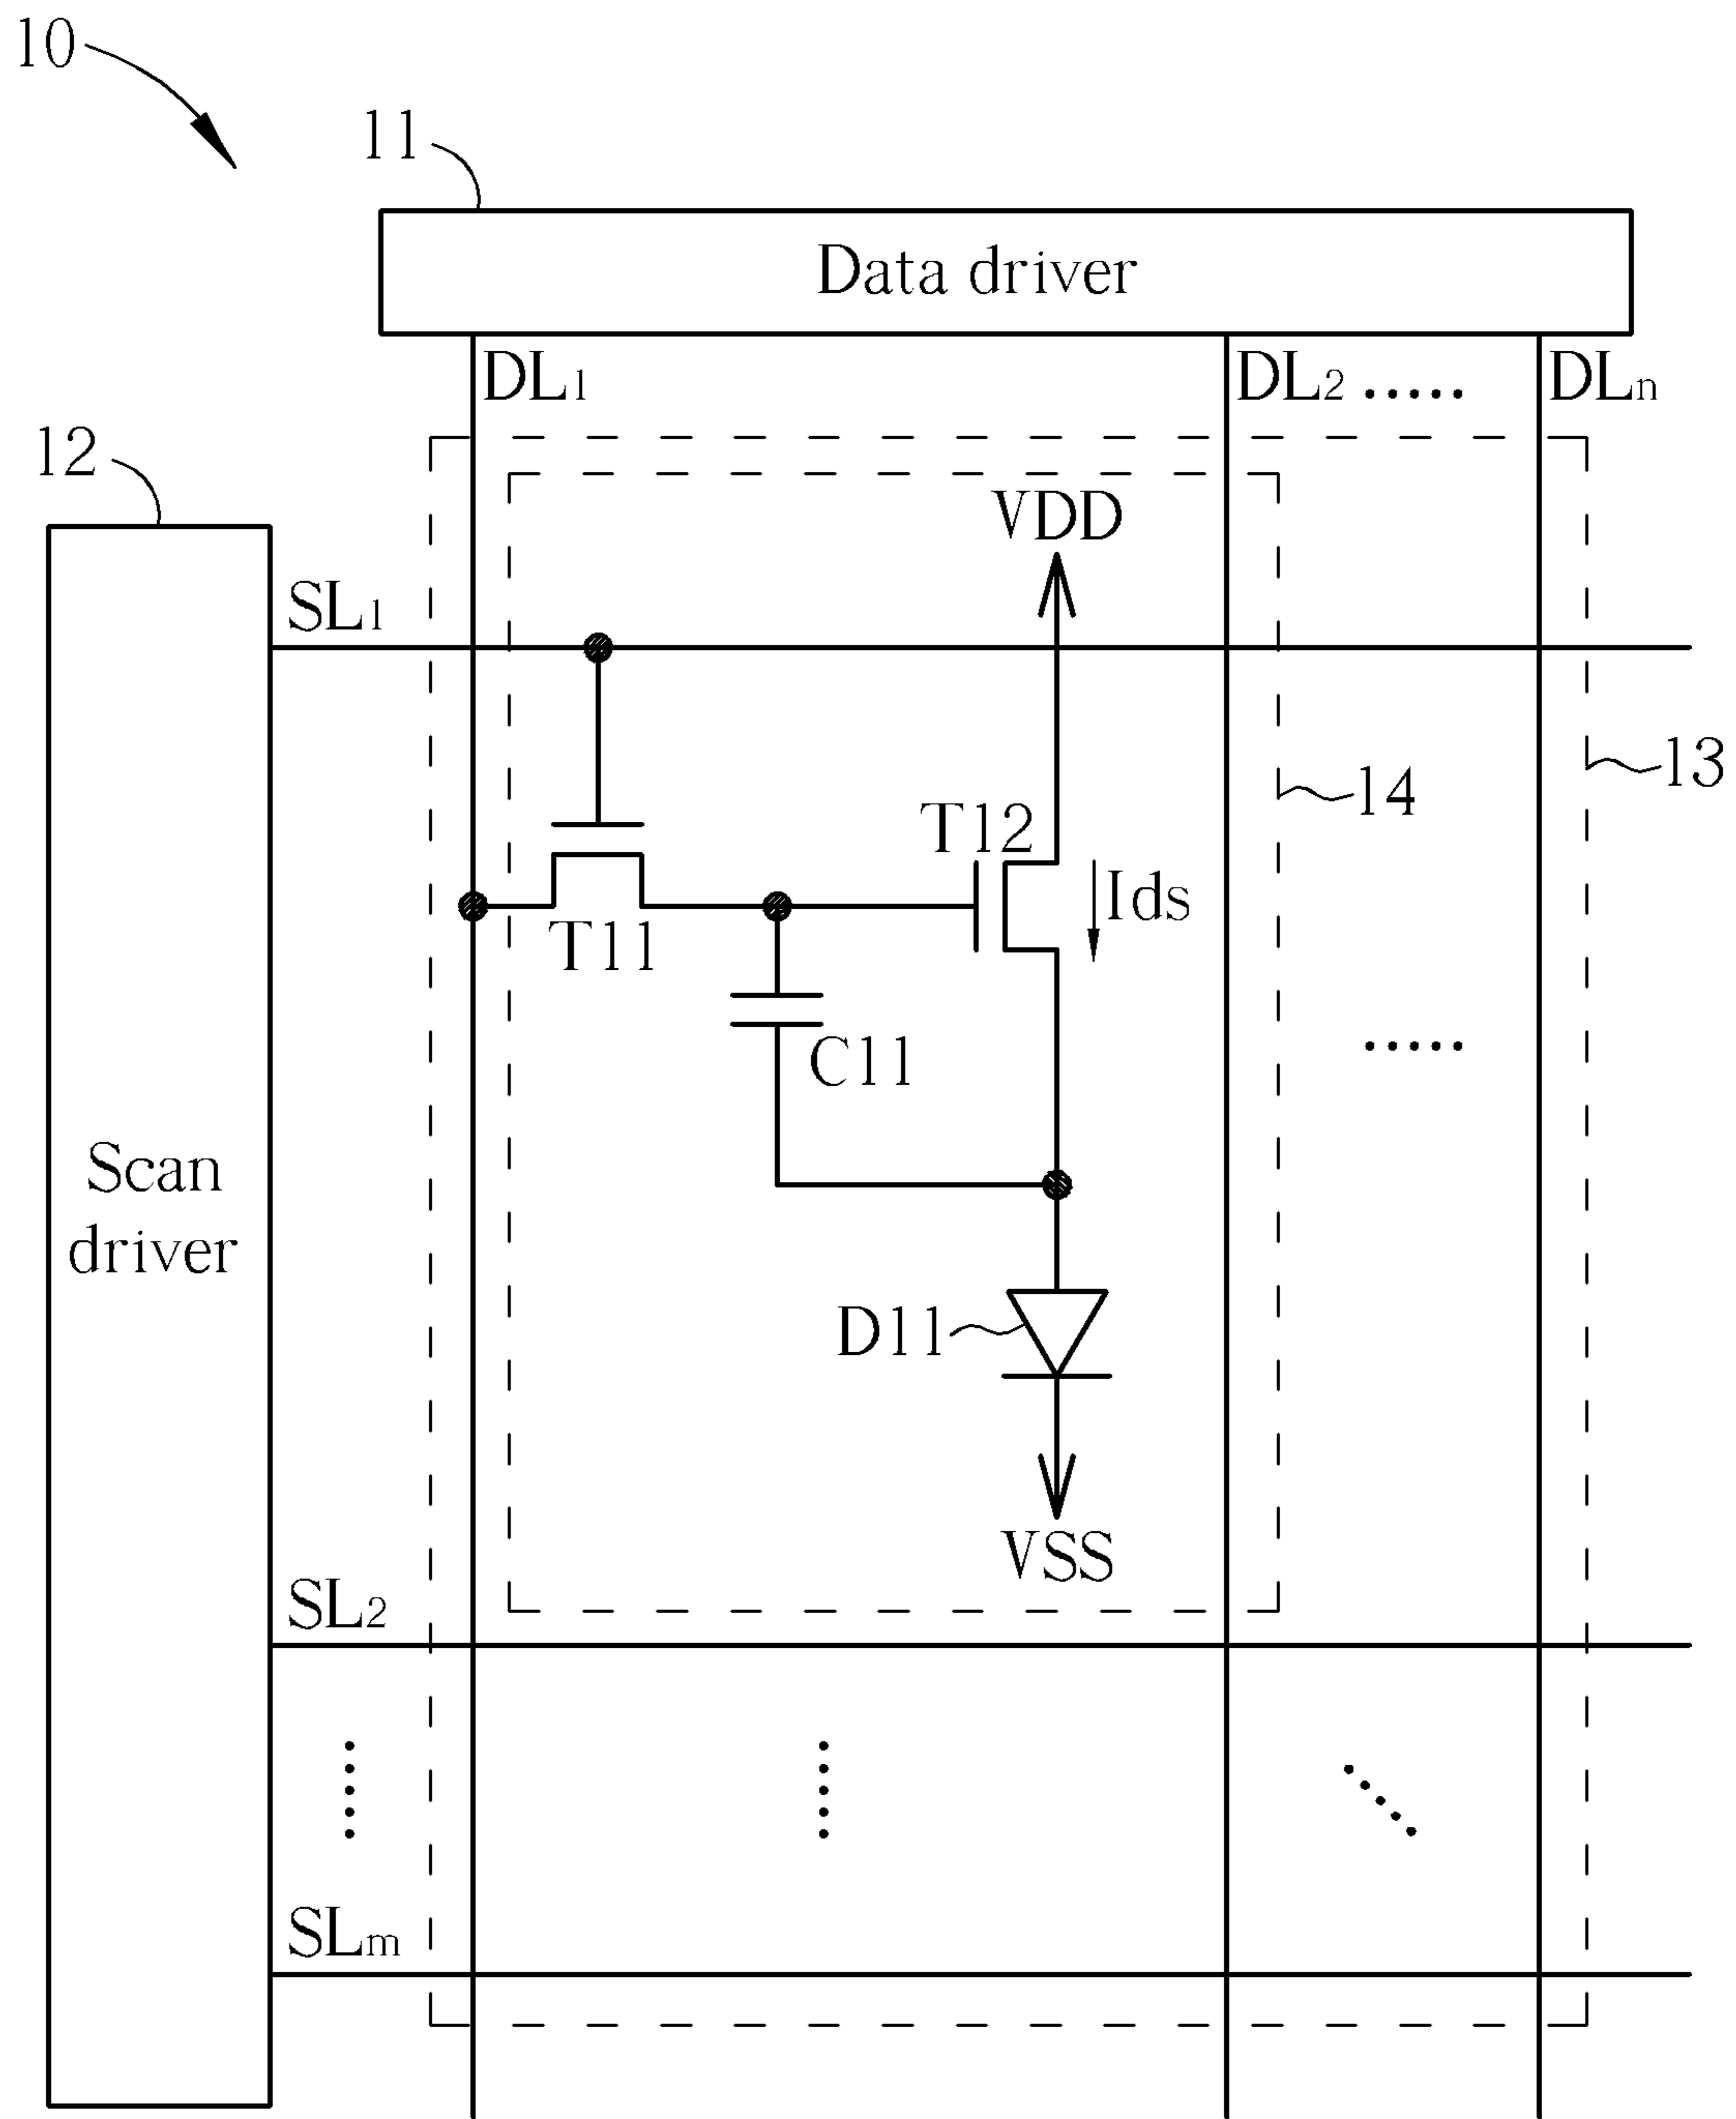 10
11
Data driver
DL1
DL2 ..... DLn
12
VDD
SL1
13
14
T12
Ids
T11
C11
Scan
driver
D11
VSS
SL2
SLm